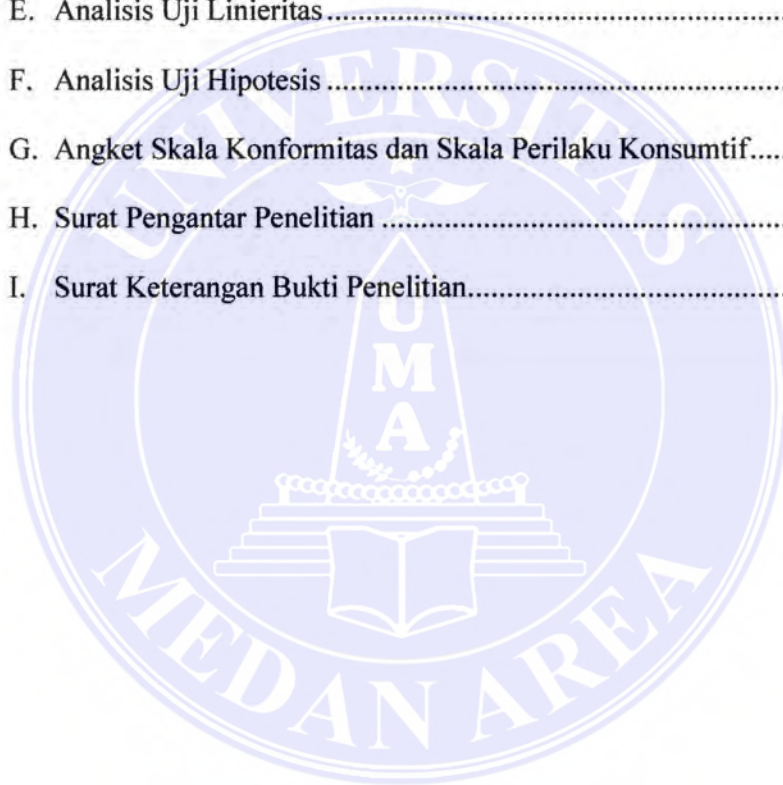 E. Analisis Uji Linieritas
F. Analisis Uji Hipotesis
G. Angket Skala Konformitas dan Skala Perilaku Konsumtif....
H. Surat Pengantar Penelitian
I. Surat Keterangan Bukti Penelitian
UNIVERSITAS
UMA
MEDAN AREA